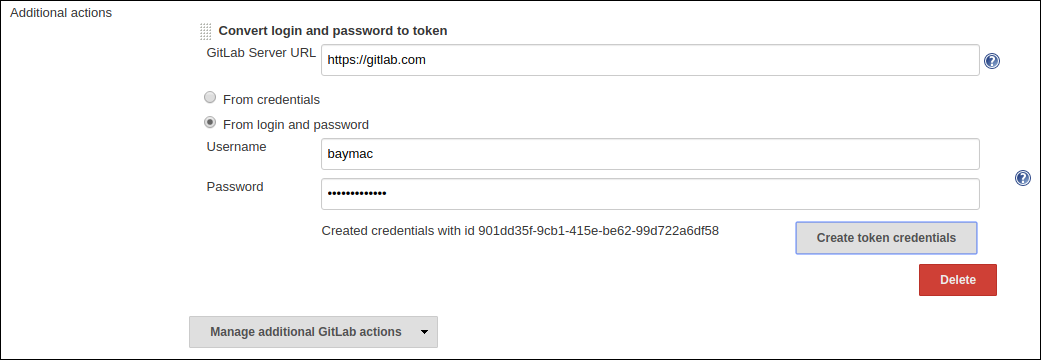 Additional actions
Convert login and password to token
GitLab Server URL https://gitlab.com ?
From credentials
From login and password
Username baymac
?
Password •••••••••••••
Created credentials with id 901dd35f-9cb1-415e-be62-99d722a6df58 Create token credentials
Delete
Manage additional GitLab actions